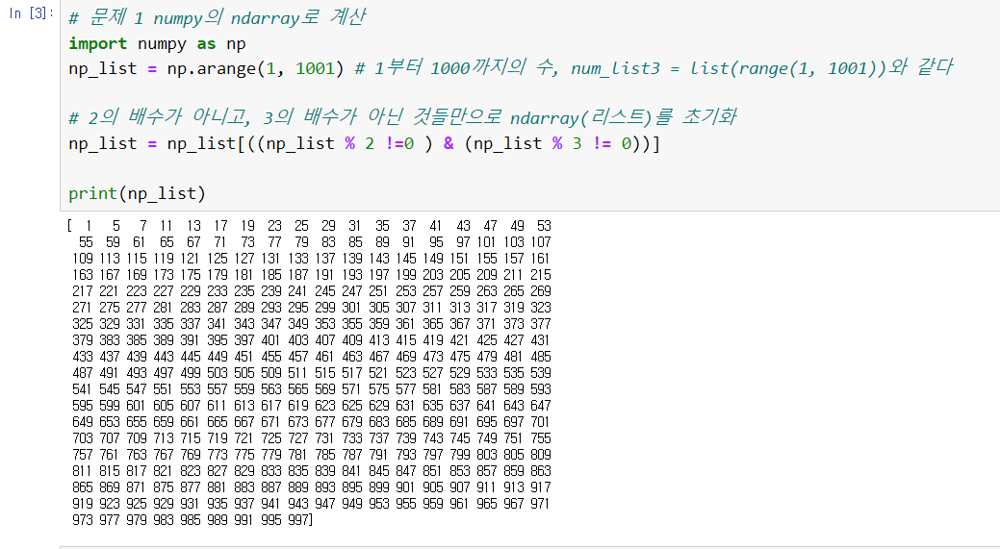 In [3]:
# 문제 1 numpy의 ndarray로 계산
import numpy as np
np_list = np.arange(1, 1001) # 1부터 1000까지의 수, num_list3 = list(range(1, 1001))와 같다
# 2의 배수가 아니고, 3의 배수가 아닌 것들만으로 ndarray(리스트)를 초기화
np_list = np_list[((np_list % 2 !=0 ) & (np_list % 3 != 0))]
print(np_list)
[ 1 5 7 11 13 17 19 23 25 29 31 35 37 41 43 47 49 53
55 59 61 65 67 71 73 77 79 83 85 89 91 95 97 101 103 107
109 113 115 119 121 125 127 131 133 137 139 143 145 149 151 155 157 161
163 167 169 173 175 179 181 185 187 191 193 197 199 203 205 209 211 215
217 221 223 227 229 233 235 239 241 245 247 251 253 257 259 263 265 269
271 275 277 281 283 287 289 293 295 299 301 305 307 311 313 317 319 323
325 329 331 335 337 341 343 347 349 353 355 359 361 365 367 371 373 377
379 383 385 389 391 395 397 401 403 407 409 413 415 419 421 425 427 431
433 437 439 443 445 449 451 455 457 461 463 467 469 473 475 479 481 485
487 491 493 497 499 503 505 509 511 515 517 521 523 527 529 533 535 539
541 545 547 551 553 557 559 563 565 569 571 575 577 581 583 587 589 593
595 599 601 605 607 611 613 617 619 623 625 629 631 635 637 641 643 647
649 653 655 659 661 665 667 671 673 677 679 683 685 689 691 695 697 701
703 707 709 713 715 719 721 725 727 731 733 737 739 743 745 749 751 755
757 761 763 767 769 773 775 779 781 785 787 791 793 797 799 803 805 809
811 815 817 821 823 827 829 833 835 839 841 845 847 851 853 857 859 863
865 869 871 875 877 881 883 887 889 893 895 899 901 905 907 911 913 917
919 923 925 929 931 935 937 941 943 947 949 953 955 959 961 965 967 971
973 977 979 983 985 989 991 995 997]